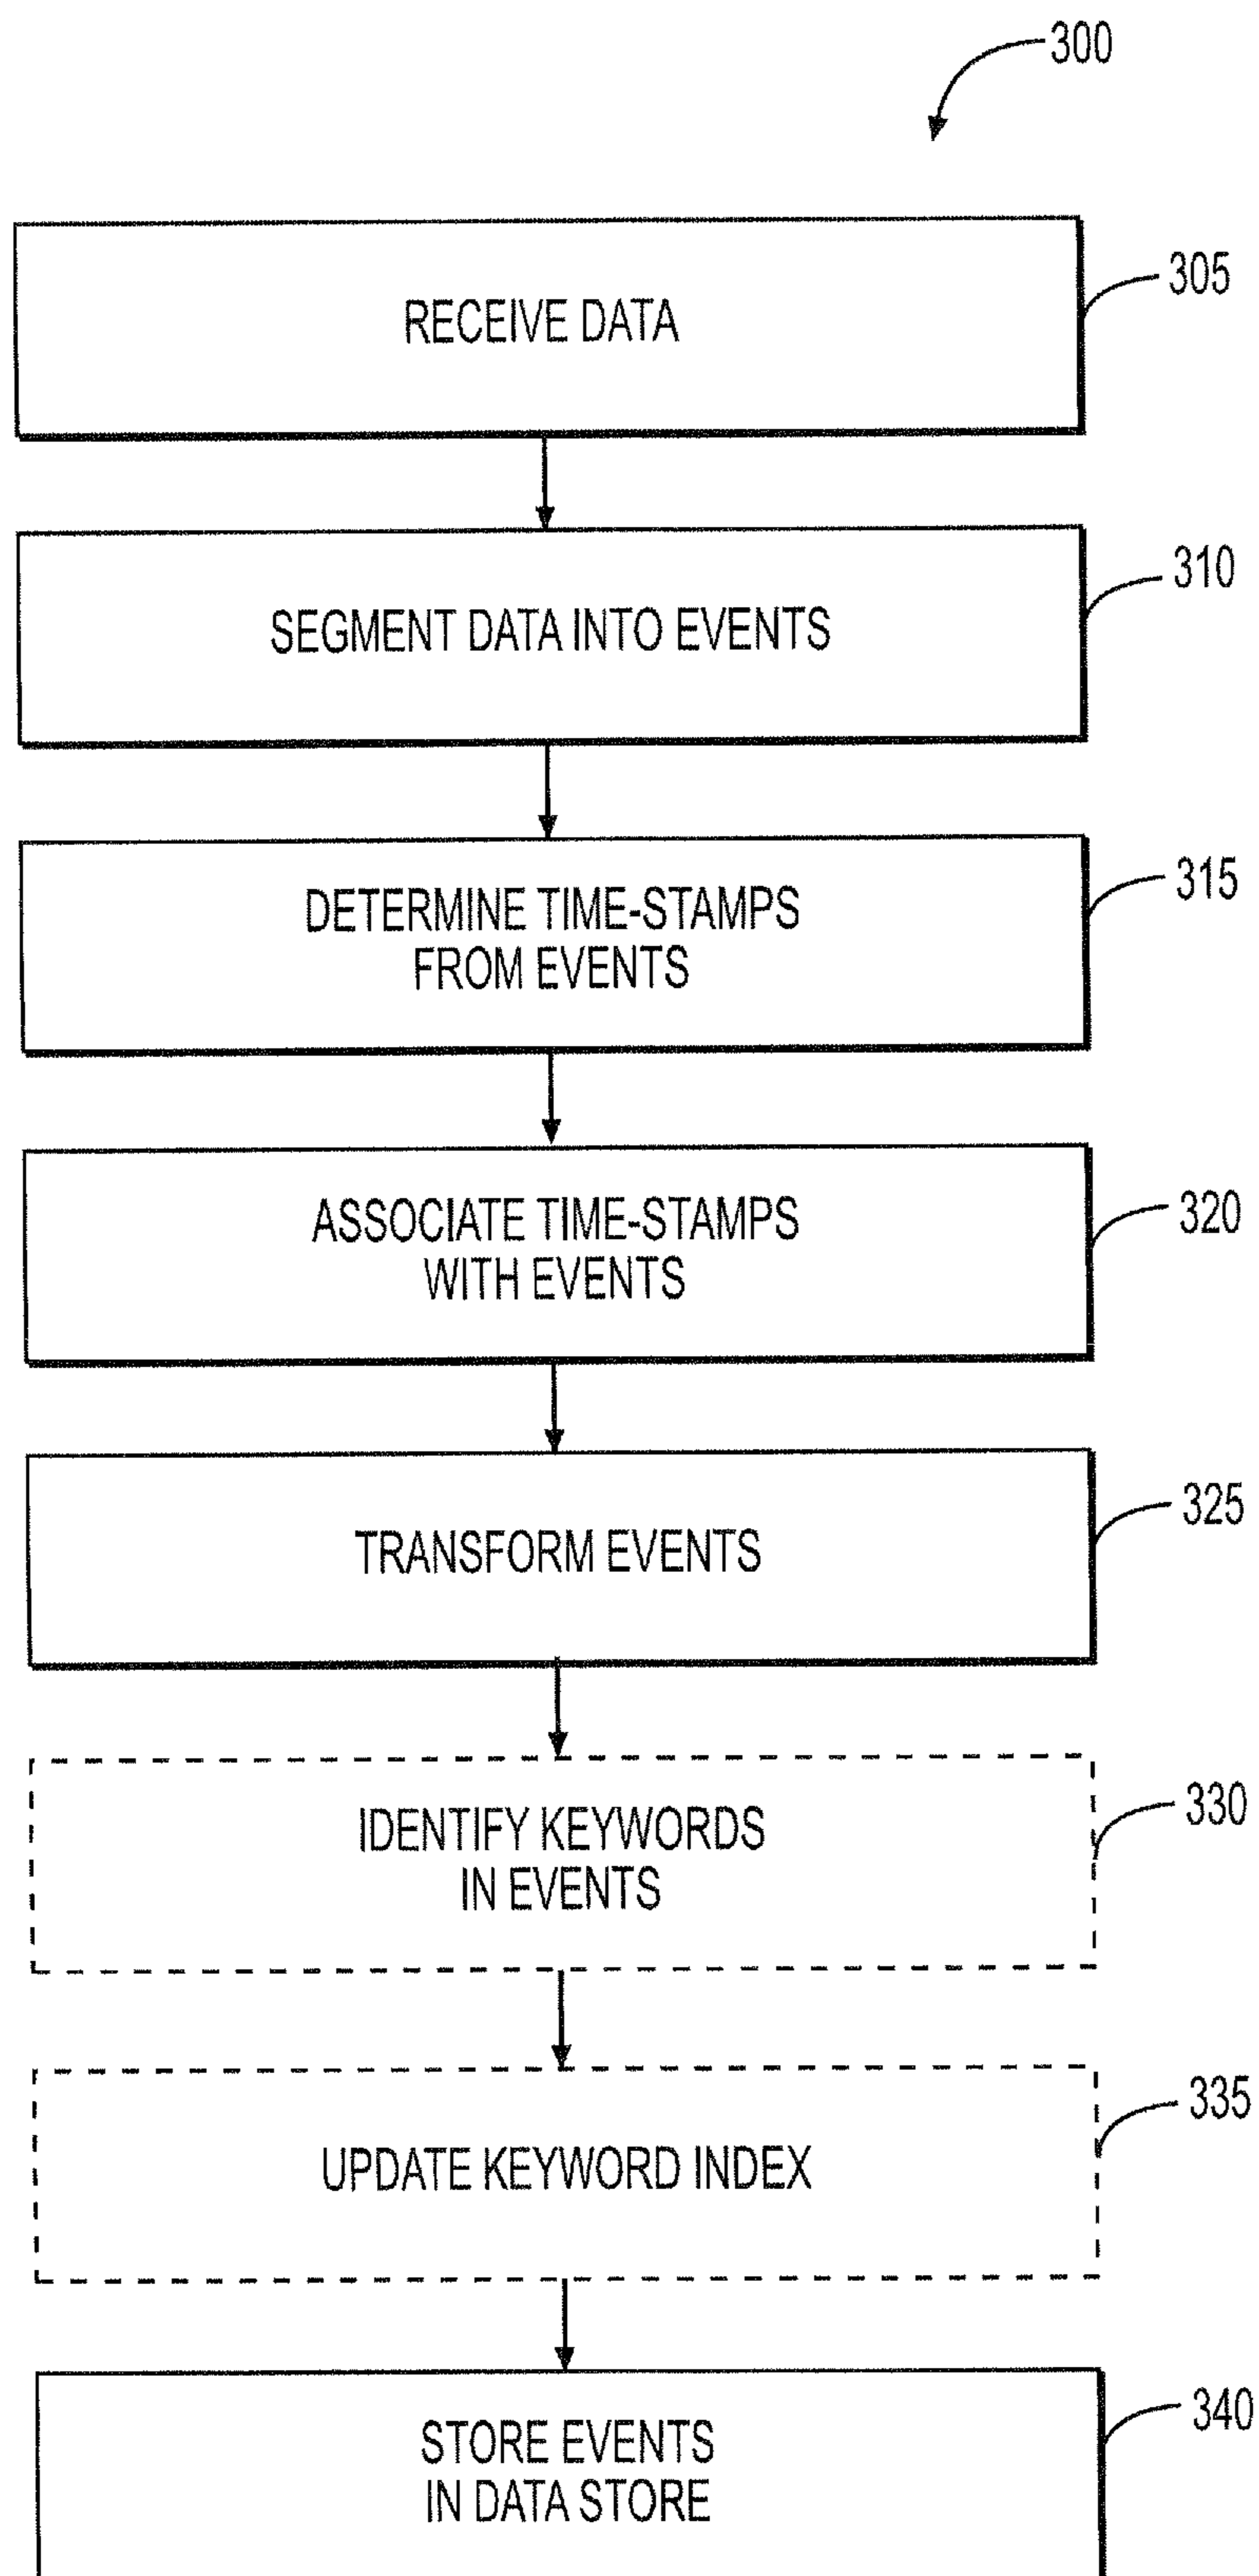 300
RECEIVE DATA
305
SEGMENT DATA INTO EVENTS
310
DETERMINE TIME-STAMPS
FROM EVENTS
315
ASSOCIATE TIME-STAMPS
WITH EVENTS
320
TRANSFORM EVENTS
325
IDENTIFY KEYWORDS
IN EVENTS
330
UPDATE KEYWORD INDEX
335
STORE EVENTS
IN DATA STORE
340